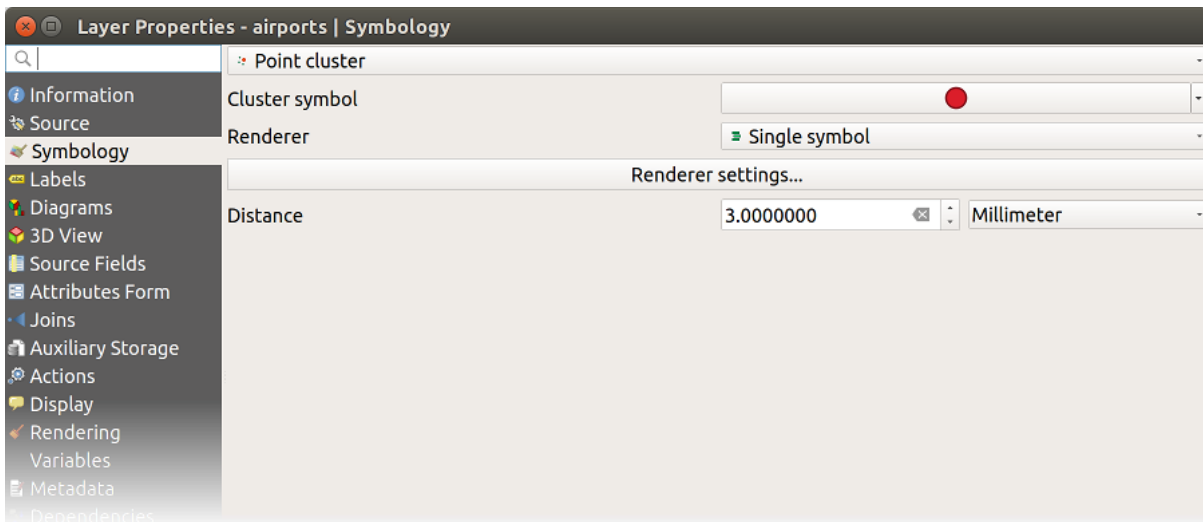 Layer Properties - airports | Symbology
Point cluster
Information
Cluster symbol
Source
Renderer
Single symbol
Symbology
Labels
Renderer settings...
Diagrams
Distance
3.0000000
Millimeter
3D View
Source Fields
Attributes Form
Joins
Auxiliary Storage
Actions
Display
Rendering
Variables
Metadata
Dependencies